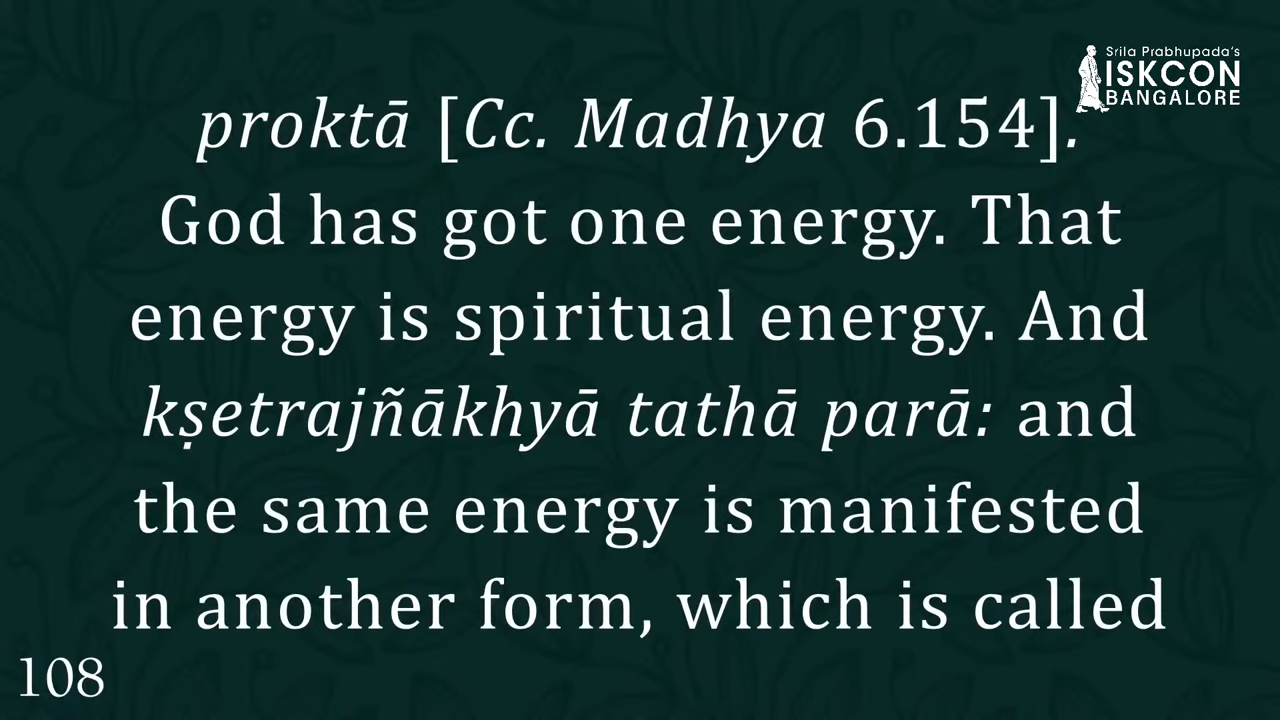 Srila Prabhupada's
ISKCON
BANGALORE
proktā [Cc. Madhya 6.154].
God has got one energy. That
energy is spiritual energy. And
kṣetrajñākhyā tathā parā: and
the same energy is manifested
in another form, which is called
108